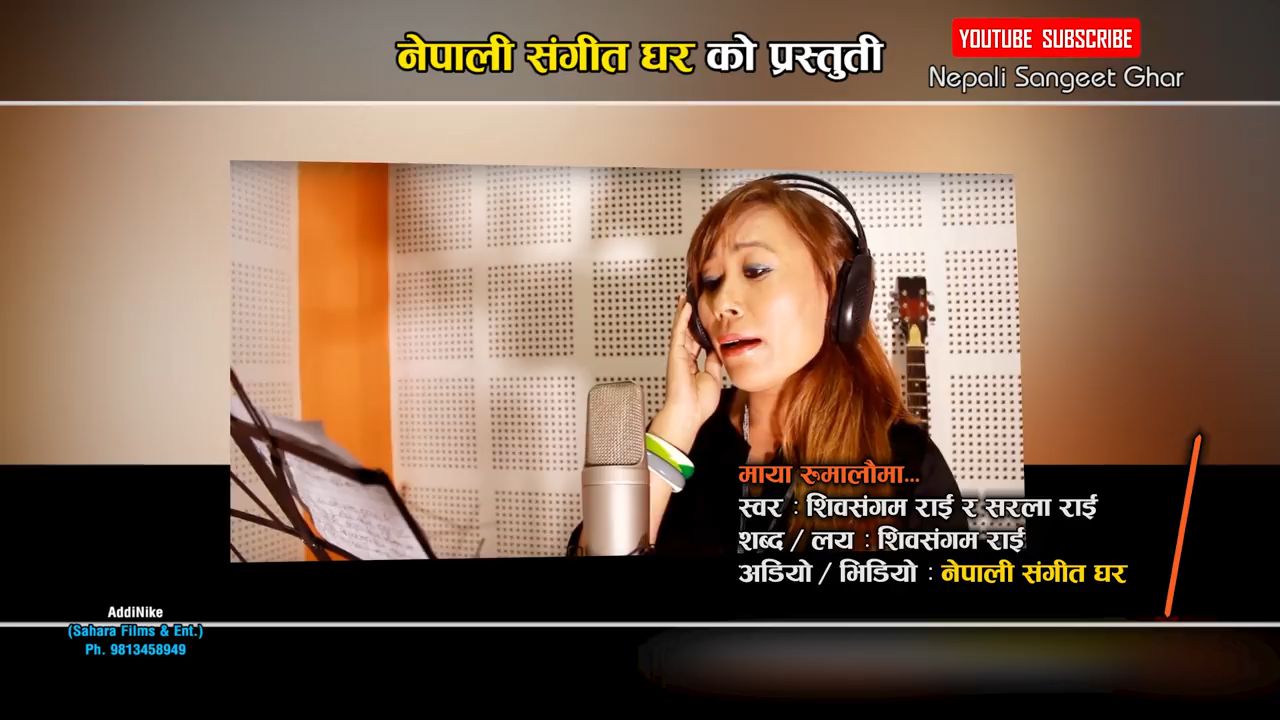 नेपाली संगीत घर को प्रस्तुती
YOUTUBE SUBSCRIBE
Nepali Sangeet Ghar
माया रुमालौमा...
स्वर : शिवसंगम राई र सरला राई
शब्द / लय : शिवसंगम राई
अडियो / भिडियो : नेपाली संगीत घर
AddiNike
(Sahara Films & Ent.)
Ph. 9813458949